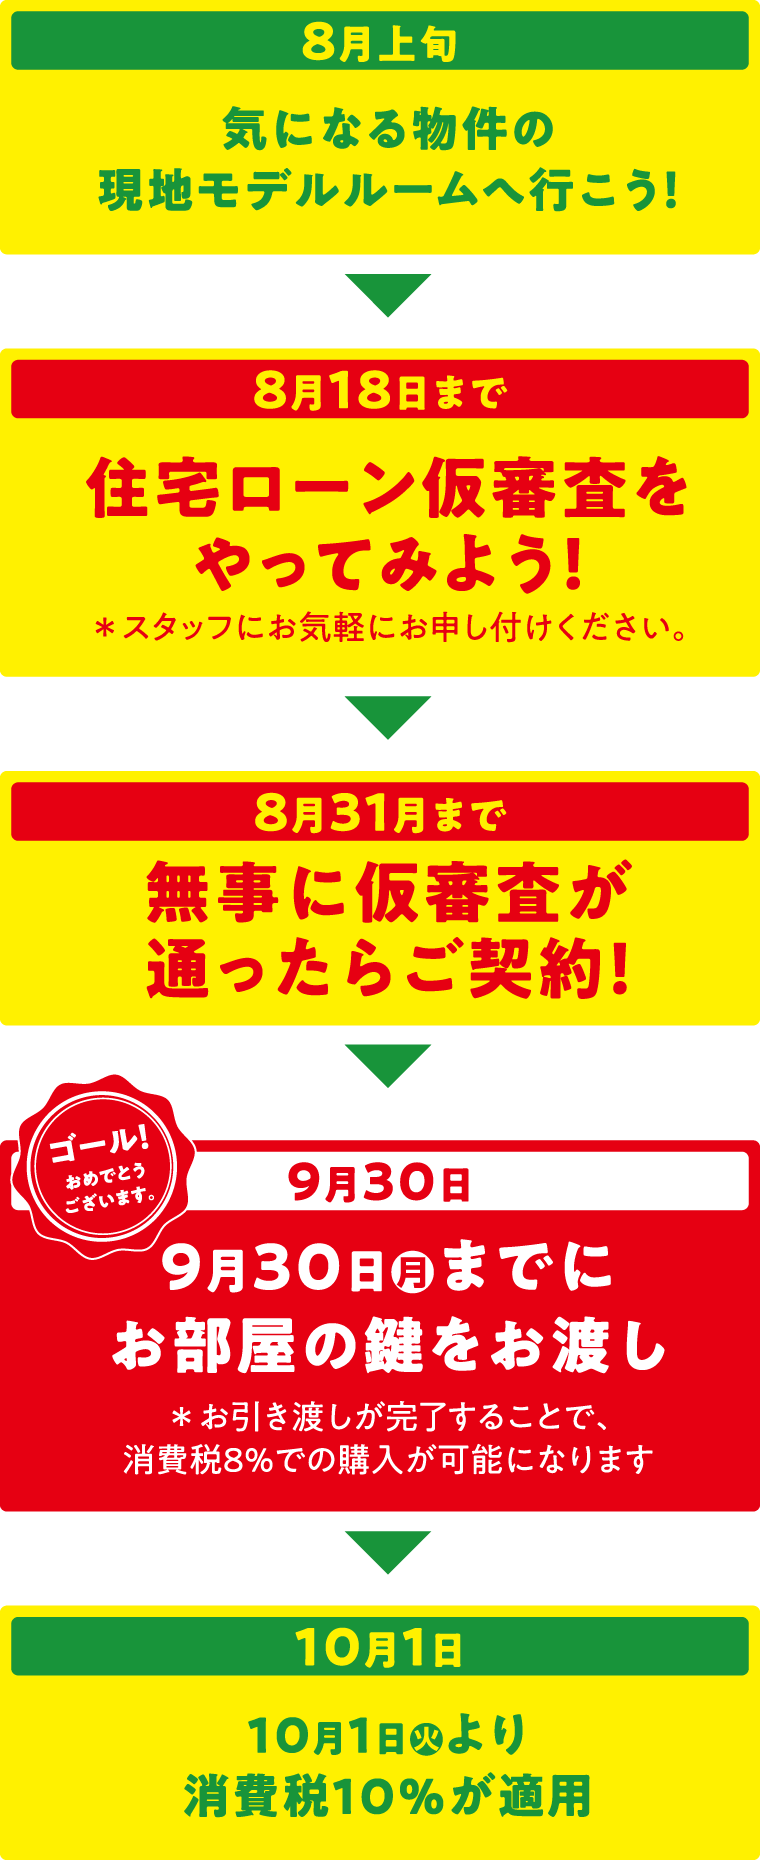 8月上旬
気になる物件の
現地モデルルームへ行こう!
8月18日まで
住宅ローン仮審査を
やってみよう!
＊スタッフにお気軽にお申し付けください。
8月31月まで
無事に仮審査が
通ったらご契約!
ゴール!
おめでとう
ございます。
9月30日
9月30日㊊までに
お部屋の鍵をお渡し
＊お引き渡しが完了することで、
消費税8%での購入が可能になります
10月1日
10月1日㊋より
消費税10%が適用